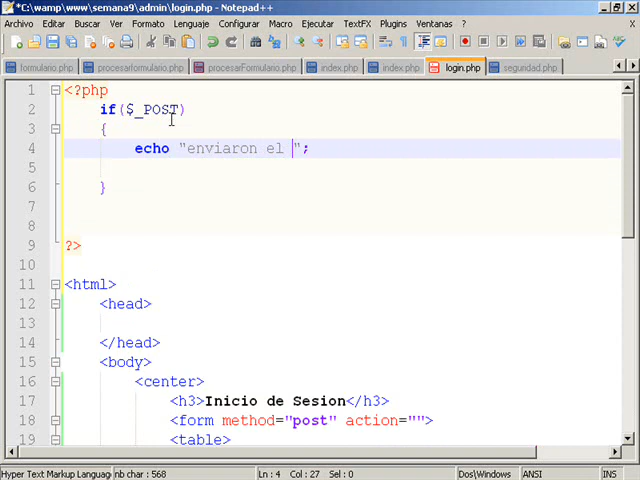 *C:\wamp\www\semana9\admin\login.php - Notepad++
Archivo Editar Buscar Ver Formato Lenguaje Configurar Macro Ejecutar TextFX Plugins Ventanas ? X
formulario.php procesarformulario.php procesarFormulario.php index.php index.php login.php seguridad.php
1 <?php
2 if($_POST)
3 {
4 echo "enviaron el ";
5
6 }
7
8
9 ?>
10
11 <html>
12 <head>
13
14 </head>
15 <body>
16 <center>
17 <h3>Inicio de Sesion</h3>
18 <form method="post" action="">
19 <table>
Hyper Text Markup Languag nb char : 568 Ln : 4 Col : 27 Sel : 0 Dos\Windows ANSI INS